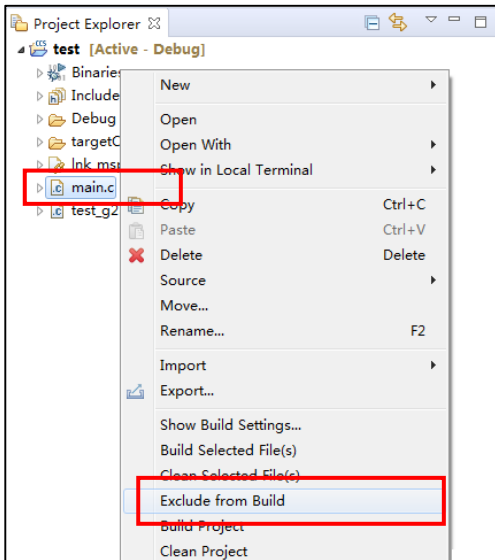 Project Explorer
test [Active - Debug]
Binaries
Include
Debug
targetC
lnk_msp
main.c
test_g2
New
Open
Open With
Show in Local Terminal
Copy Ctrl+C
Paste Ctrl+V
Delete Delete
Source
Move...
Rename... F2
Import
Export...
Show Build Settings...
Build Selected File(s)
Clean Selected File(s)
Exclude from Build
Build Project
Clean Project